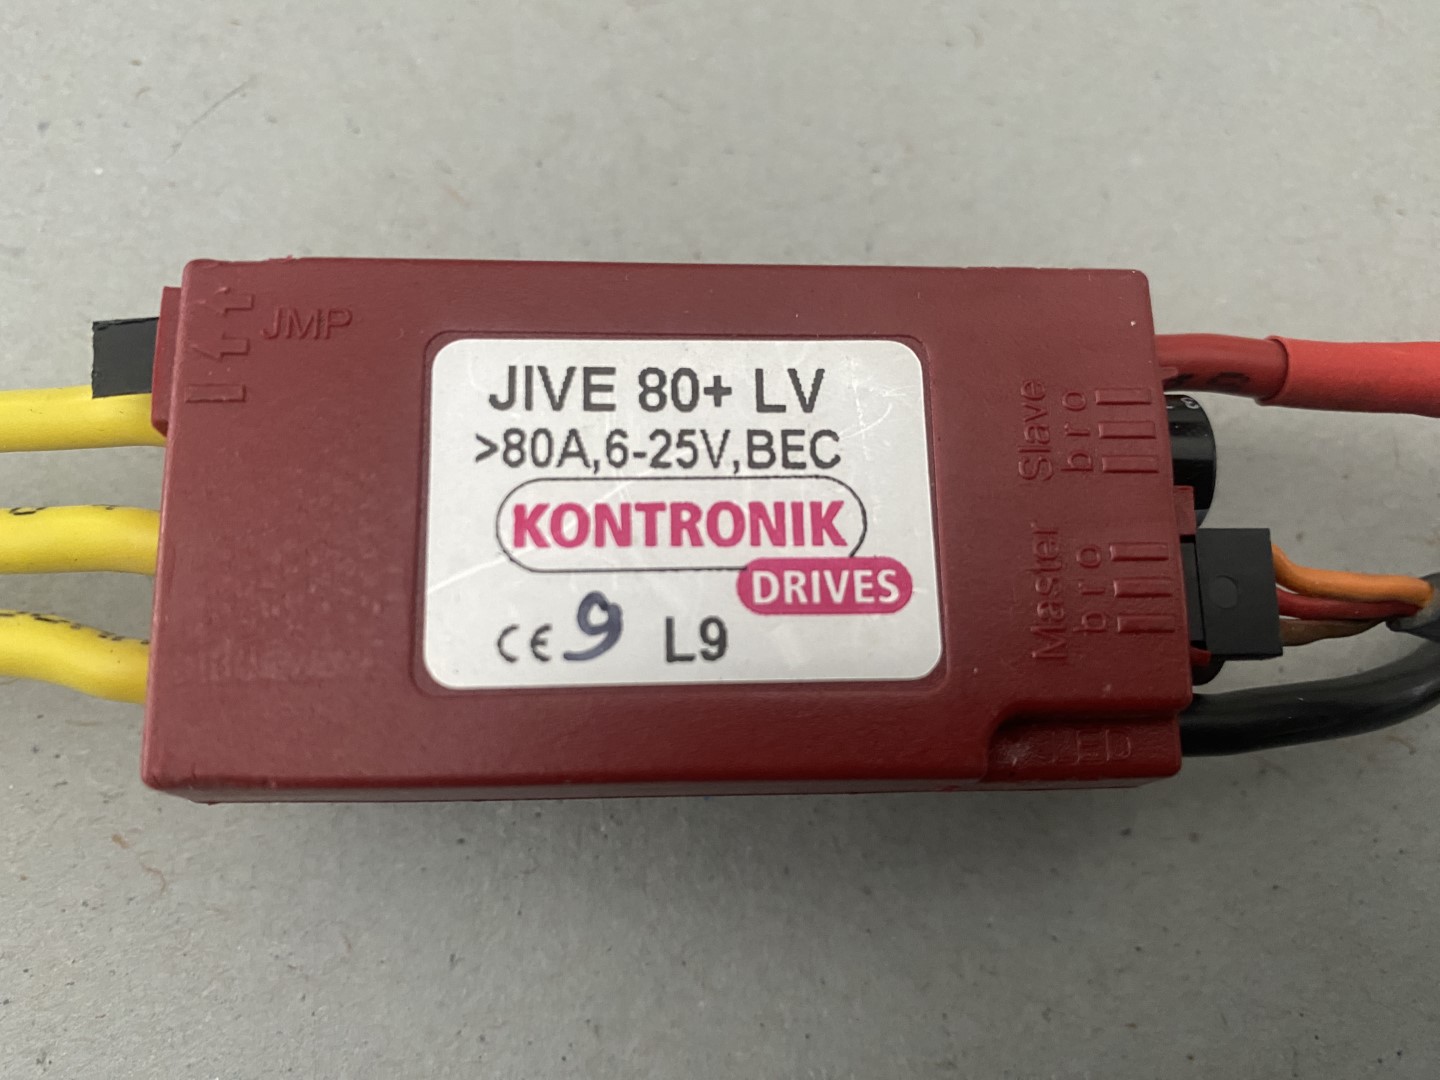 JMP
JIVE 80+ LV
>80A,6-25V,BEC
KONTRONIK
DRIVES
CE 9 L9
Slave
b r o
Master
b r o